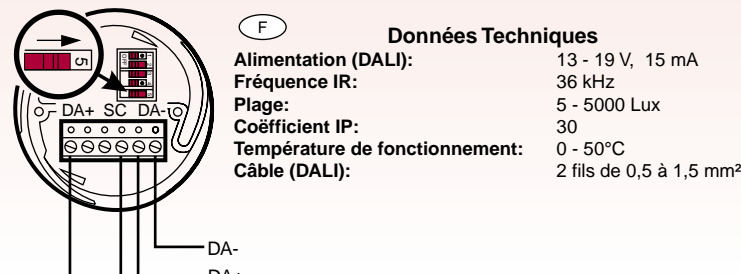 F
Données Techniques
Alimentation (DALI): 13 - 19 V, 15 mA
Fréquence IR: 36 kHz
Plage: 5 - 5000 Lux
Coëfficient IP: 30
Température de fonctionnement: 0 - 50°C
Câble (DALI): 2 fils de 0,5 à 1,5 mm²
5
DA+ SC DA-
DA-